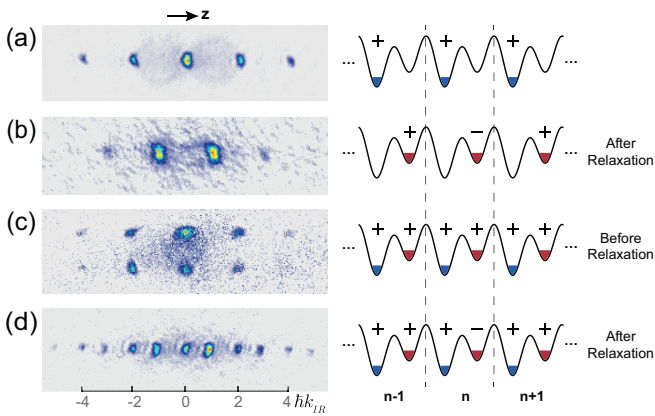 → z
(a)
+ + +
... ...
(b)
+ − +
... ...
After
Relaxation
(c)
+ + + + + +
... ...
Before
Relaxation
(d)
+ + + − + +
... ...
After
Relaxation
-4 -2 0 2 4 ħk_IR
n-1 n n+1